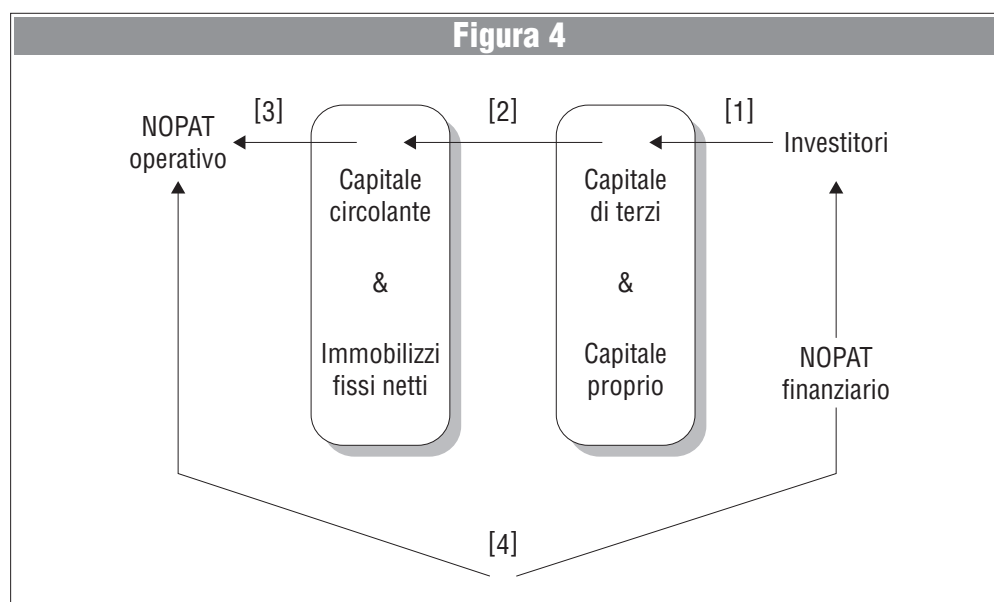 Figura 4
[3]
[2]
[1]
NOPAT
operativo
Investitori
Capitale
circolante
&
Immobilizzi
fissi netti
Capitale
di terzi
&
Capitale
proprio
NOPAT
finanziario
[4]